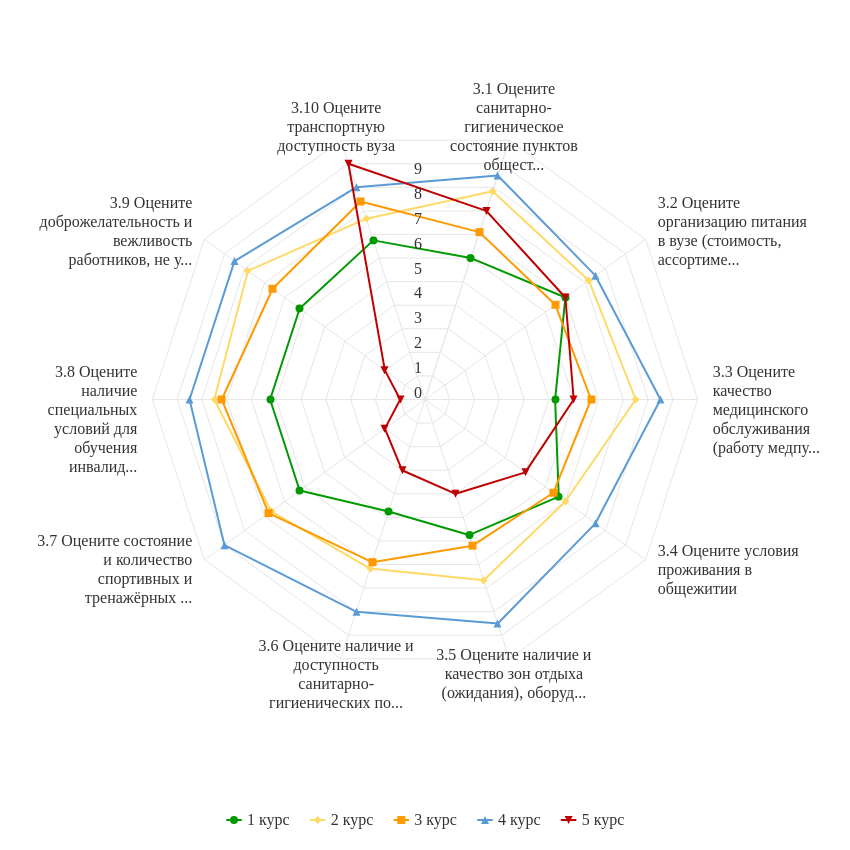 3.1 Оцените
санитарно-
гигиеническое
состояние пунктов
общест...
3.10 Оцените
транспортную
доступность вуза
3.2 Оцените
организацию питания
в вузе (стоимость,
ассортиме...
3.9 Оцените
доброжелательность и
вежливость
работников, не у...
9
8
7
6
5
4
3
2
1
0
3.3 Оцените
качество
медицинского
обслуживания
(работу медпу...
3.8 Оцените
наличие
специальных
условий для
обучения
инвалид...
3.4 Оцените условия
проживания в
общежитии
3.7 Оцените состояние
и количество
спортивных и
тренажёрных ...
3.6 Оцените наличие и
доступность
санитарно-
гигиенических по...
3.5 Оцените наличие и
качество зон отдыха
(ожидания), оборуд...
1 курс 2 курс 3 курс 4 курс 5 курс